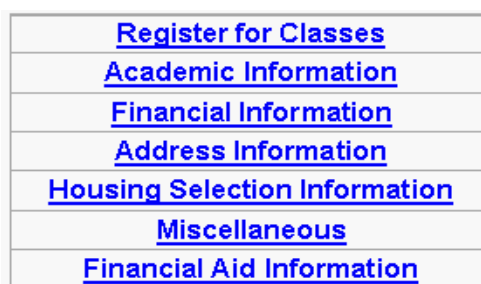 Register for Classes
Academic Information
Financial Information
Address Information
Housing Selection Information
Miscellaneous
Financial Aid Information